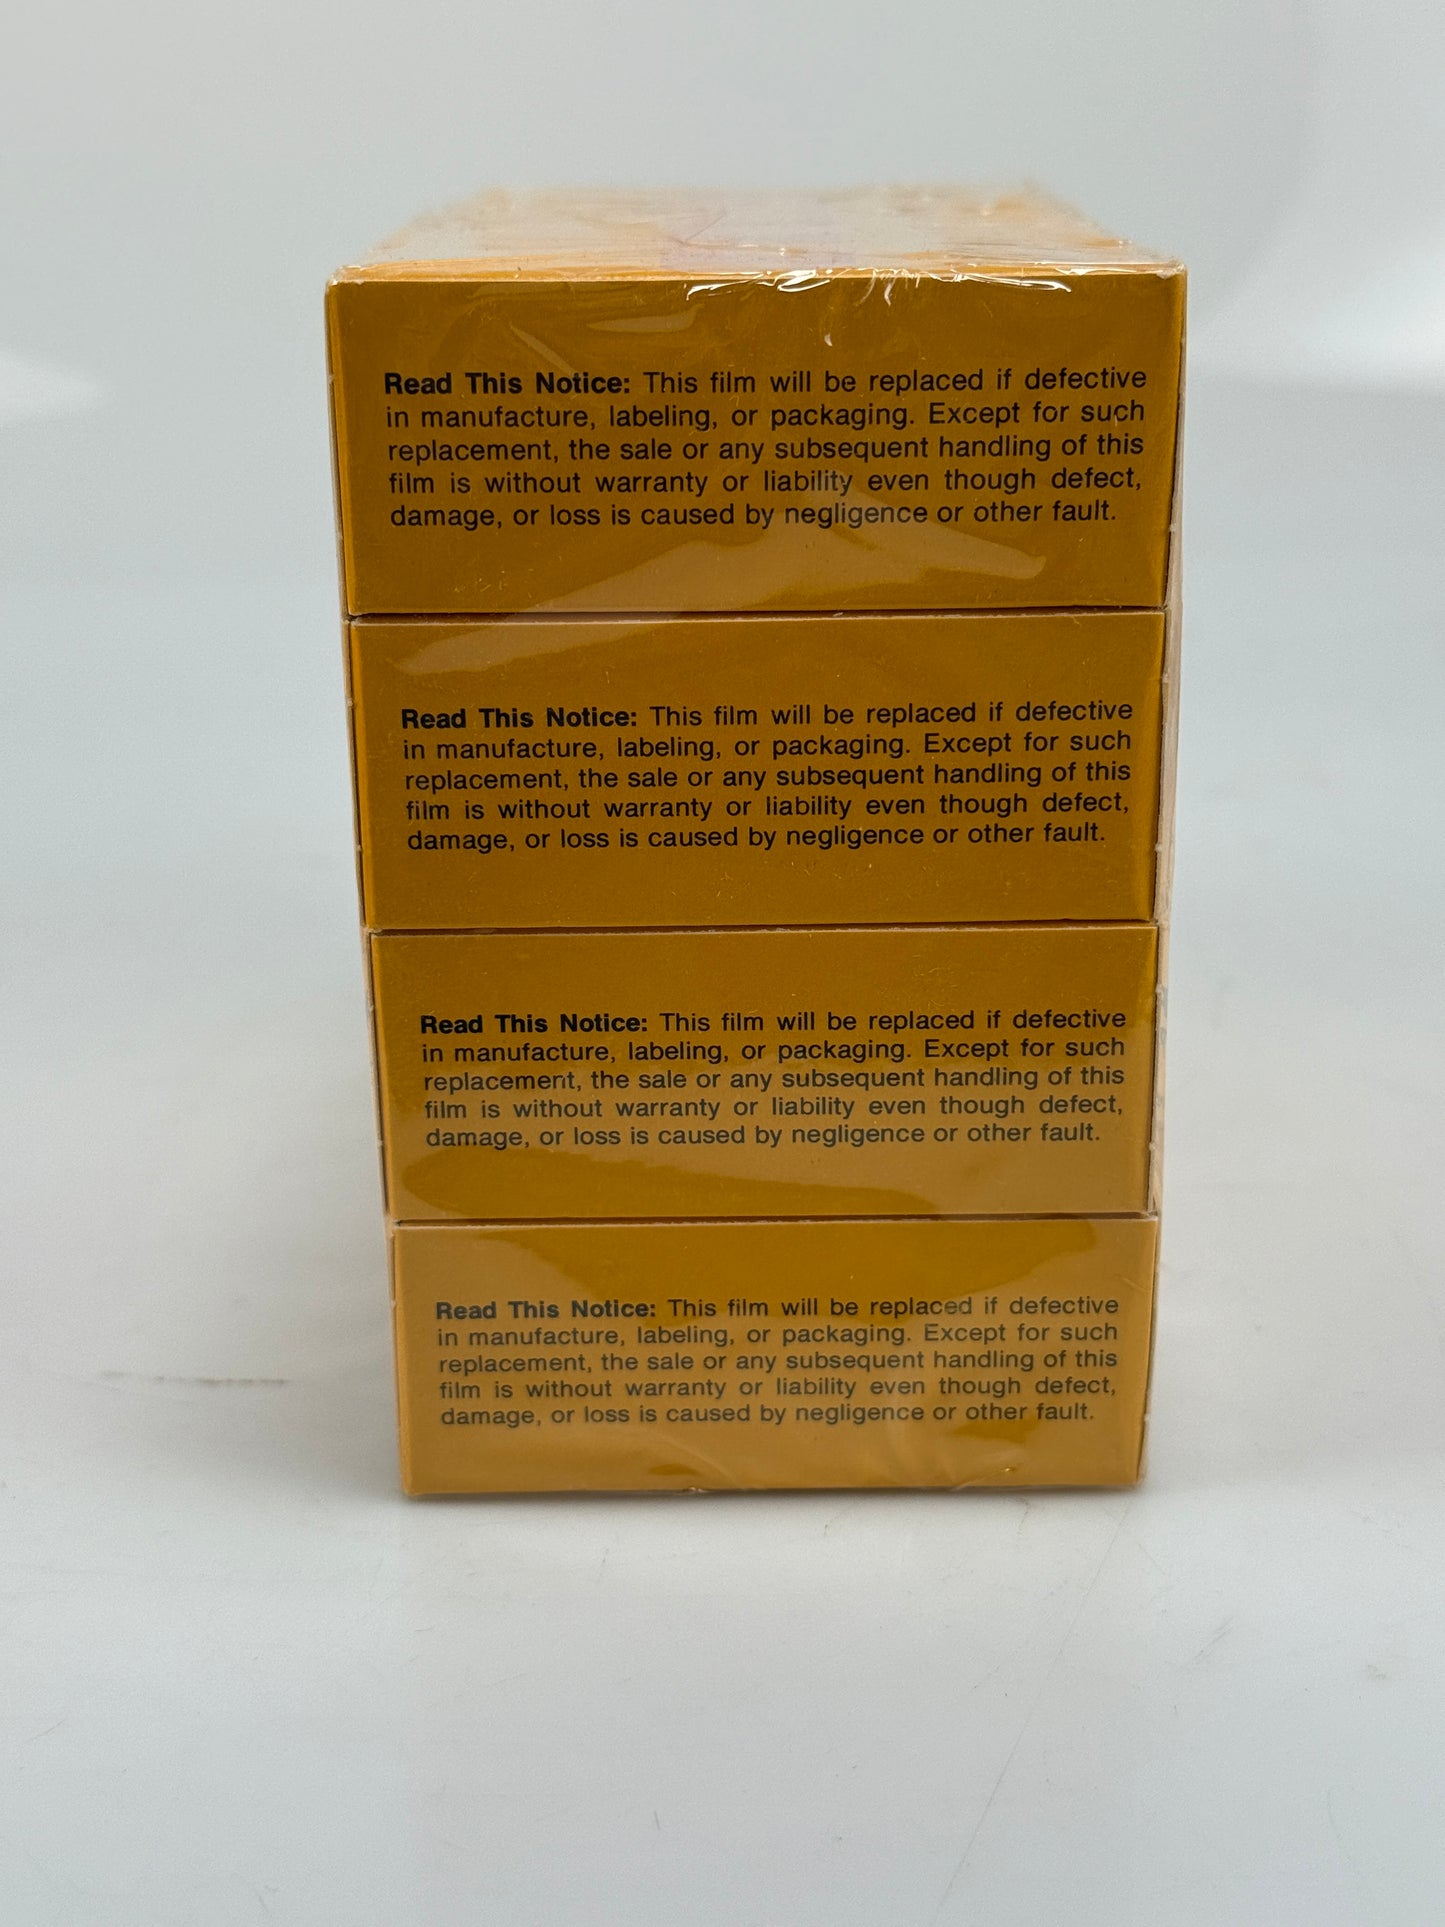 Read This Notice: This film will be replaced if defective
in manufacture, labeling, or packaging. Except for such
replacement, the sale or any subsequent handling of this
film is without warranty or liability even though defect,
damage, or loss is caused by negligence or other fault.
Read This Notice: This film will be replaced if defective
in manufacture, labeling, or packaging. Except for such
replacement, the sale or any subsequent handling of this
film is without warranty or liability even though defect,
damage, or loss is caused by negligence or other fault.
Read This Notice: This film will be replaced if defective
in manufacture, labeling, or packaging. Except for such
replacement, the sale or any subsequent handling of this
film is without warranty or liability even though defect,
damage, or loss is caused by negligence or other fault.
Read This Notice: This film will be replaced if defective
in manufacture, labeling, or packaging. Except for such
replacement, the sale or any subsequent handling of this
film is without warranty or liability even though defect,
damage, or loss is caused by negligence or other fault.